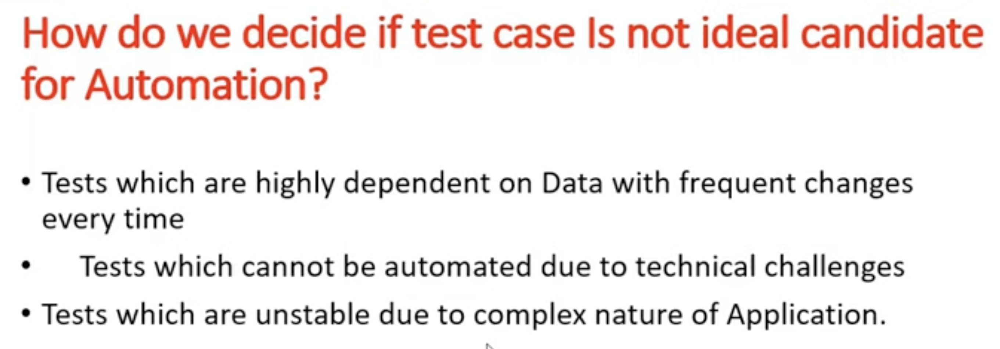 How do we decide if test case Is not ideal candidate
for Automation?
• Tests which are highly dependent on Data with frequent changes
every time
• Tests which cannot be automated due to technical challenges
• Tests which are unstable due to complex nature of Application.